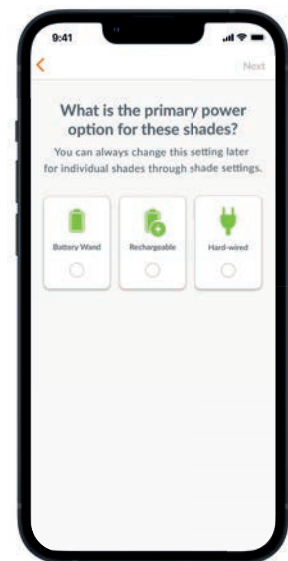 9:41
Next
What is the primary power
option for these shades?
You can always change this setting later
for individual shades through shade settings.
Battery Wand
Rechargeable
Hard-wired